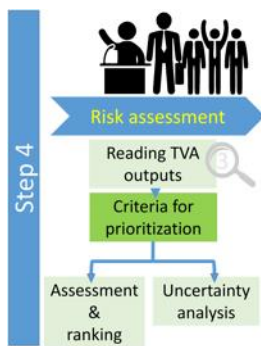 Step 4
Risk assessment
Reading TVA
outputs
3
Criteria for
prioritization
Assessment
&
ranking
Uncertainty
analysis